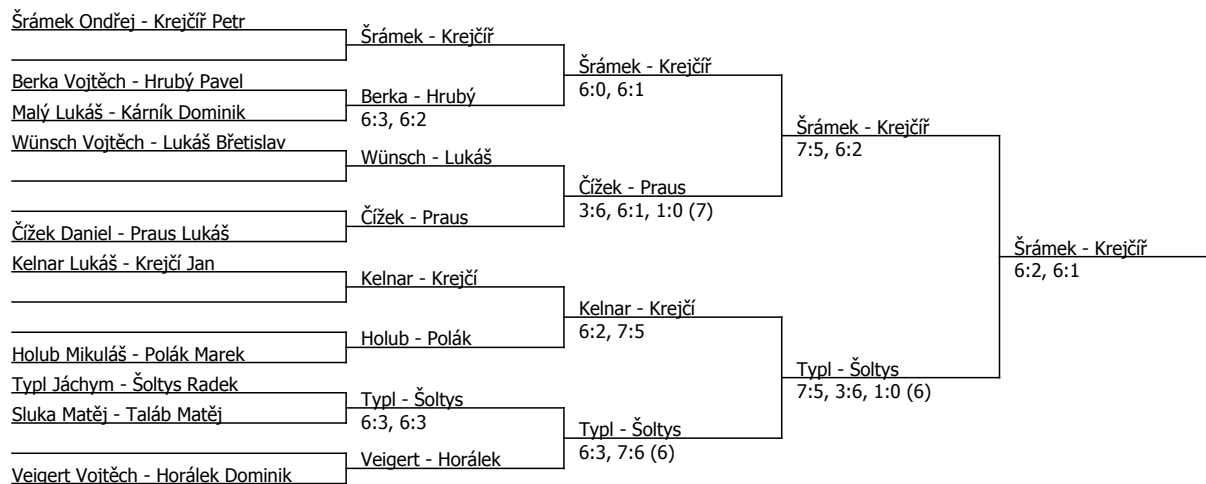 Šrámek Ondřej - Krejčíř Petr
Berka Vojtěch - Hrubý Pavel
Malý Lukáš - Kárník Dominik
Wünsch Vojtěch - Lukáš Břetislav
Čížek Daniel - Praus Lukáš
Kelnar Lukáš - Krejčí Jan
Holub Mikuláš - Polák Marek
Typl Jáchym - Šoltys Radek
Sluka Matěj - Taláb Matěj
Veigert Vojtěch - Horálek Dominik
Šrámek - Krejčíř
Berka - Hrubý
6:3, 6:2
Wünsch - Lukáš
Čížek - Praus
Kelnar - Krejčí
Holub - Polák
Typl - Šoltys
6:3, 6:3
Veigert - Horálek
Šrámek - Krejčíř
6:0, 6:1
Čížek - Praus
3:6, 6:1, 1:0 (7)
Kelnar - Krejčí
6:2, 7:5
Typl - Šoltys
6:3, 7:6 (6)
Šrámek - Krejčíř
7:5, 6:2
Typl - Šoltys
7:5, 3:6, 1:0 (6)
Šrámek - Krejčíř
6:2, 6:1